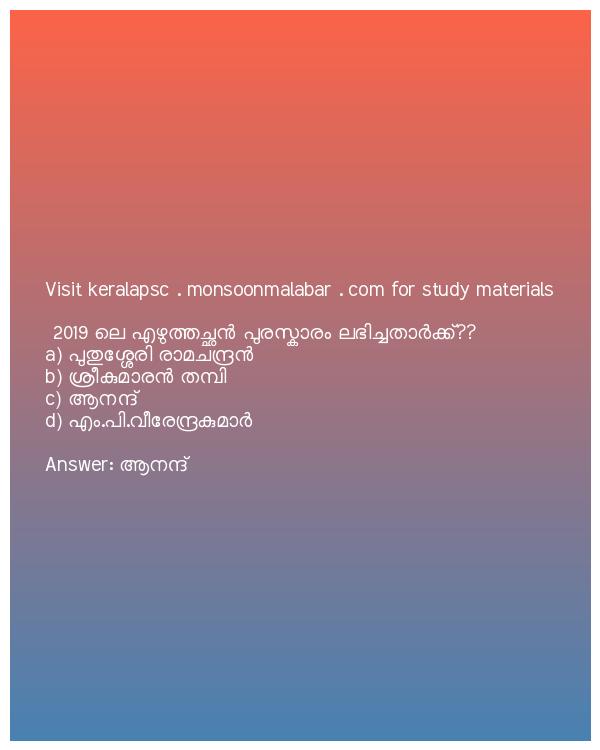 Visit keralapsc . monsoonmalabar . com for study materials
2019 ലെ എഴുത്തച്ഛൻ പുരസ്കാരം ലഭിച്ചതാർക്ക്??
a) പുതുശ്ശേരി രാമചന്ദ്രൻ
b) ശ്രീകുമാരൻ തമ്പി
c) ആനന്ദ്
d) എം.പി.വീരേന്ദ്രകുമാർ
Answer: ആനന്ദ്